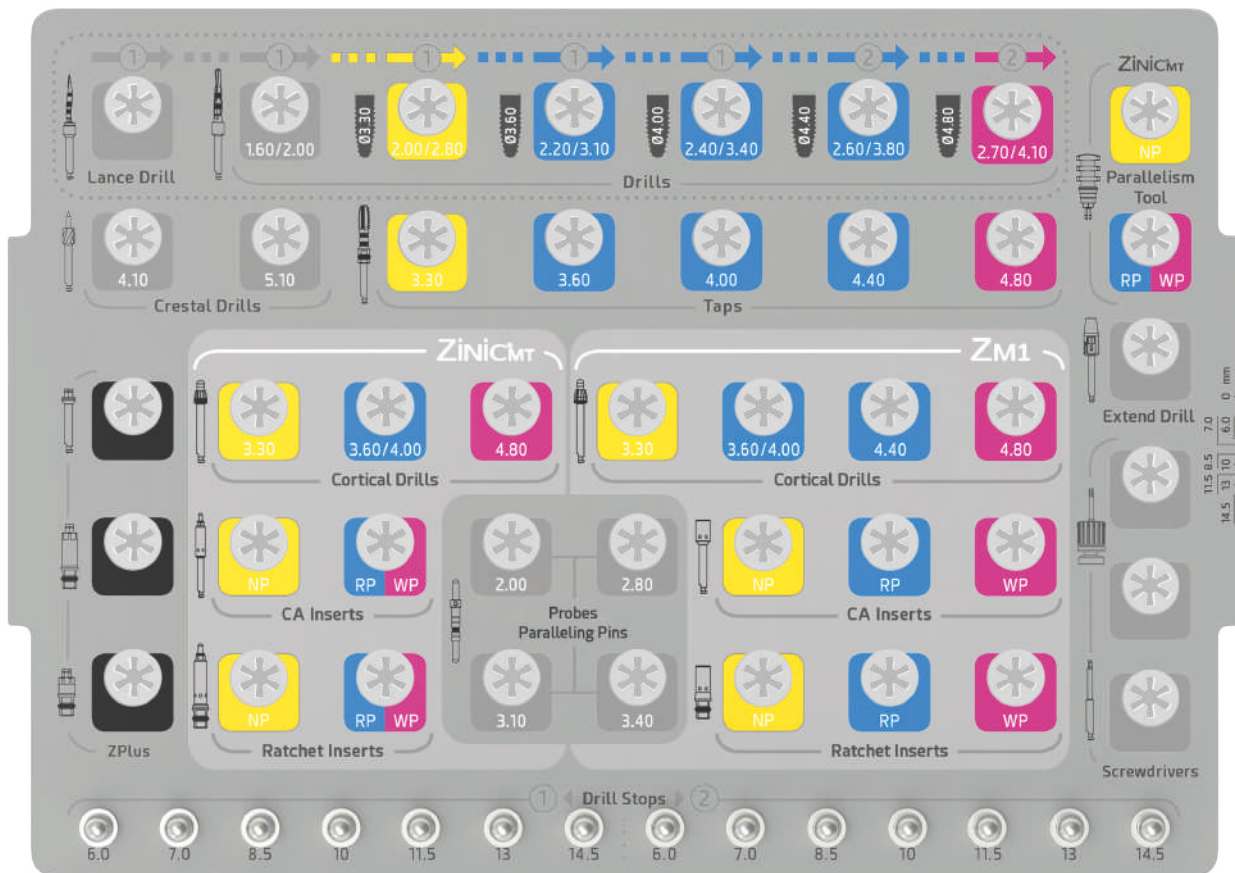 1 1 1 1 1 2 2
ZiNiCMT
Ø3.30 Ø3.60 Ø4.00 Ø4.40 Ø4.80
1.60/2.00 2.00/2.80 2.20/3.10 2.40/3.40 2.60/3.80 2.70/4.10 NP
Lance Drill Drills Parallelism
Tool
4.10 5.10 3.30 3.60 4.00 4.40 4.80 RP WP
Crestal Drills Taps
ZiNiCMT ZM1
3.30 3.60/4.00 4.80 3.30 3.60/4.00 4.40 4.80
Extend Drill
Cortical Drills Cortical Drills
0 mm
6.0 7.0
8.5 10 11.5
13 14.5
NP RP WP 2.00 2.80 NP RP WP
CA Inserts CA Inserts
Probes
Paralleling Pins
NP RP WP 3.10 3.40 NP RP WP
ZPlus Ratchet Inserts Ratchet Inserts
Screwdrivers
1 Drill Stops 2
6.0 7.0 8.5 10 11.5 13 14.5 6.0 7.0 8.5 10 11.5 13 14.5